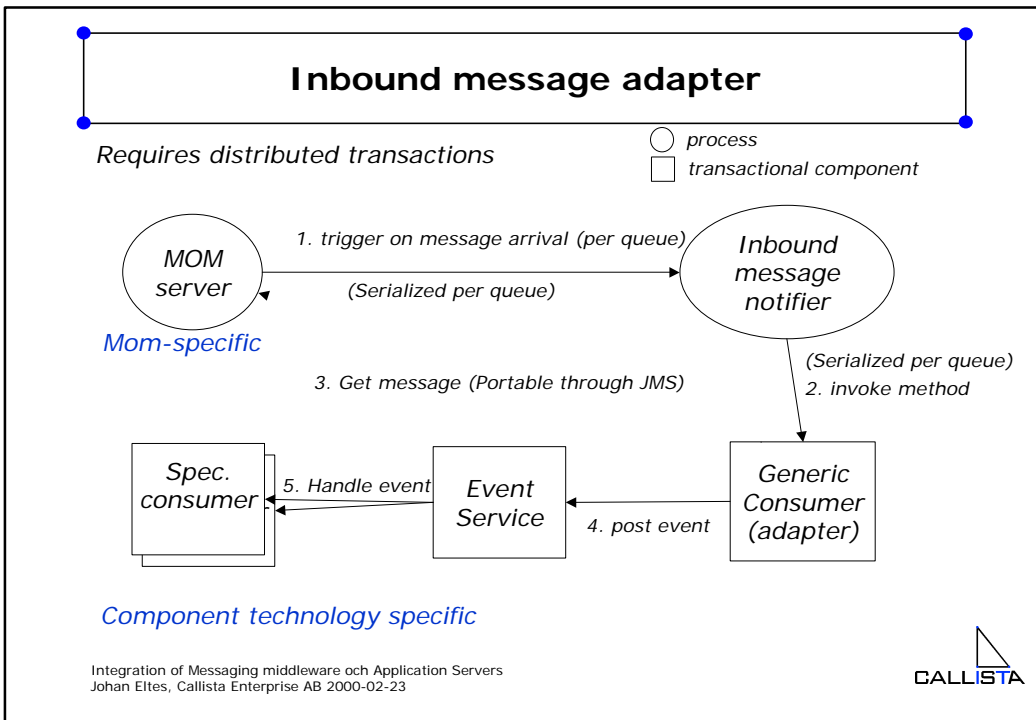 Inbound message adapter
Requires distributed transactions
process
transactional component
1. trigger on message arrival (per queue)
(Serialized per queue)
MOM
server
Inbound
message
notifier
Mom-specific
(Serialized per queue)
2. invoke method
3. Get message (Portable through JMS)
Spec.
consumer
5. Handle event
Event
Service
4. post event
Generic
Consumer
(adapter)
Component technology specific
Integration of Messaging middleware och Application Servers
Johan Eltes, Callista Enterprise AB 2000-02-23
CALLISTA